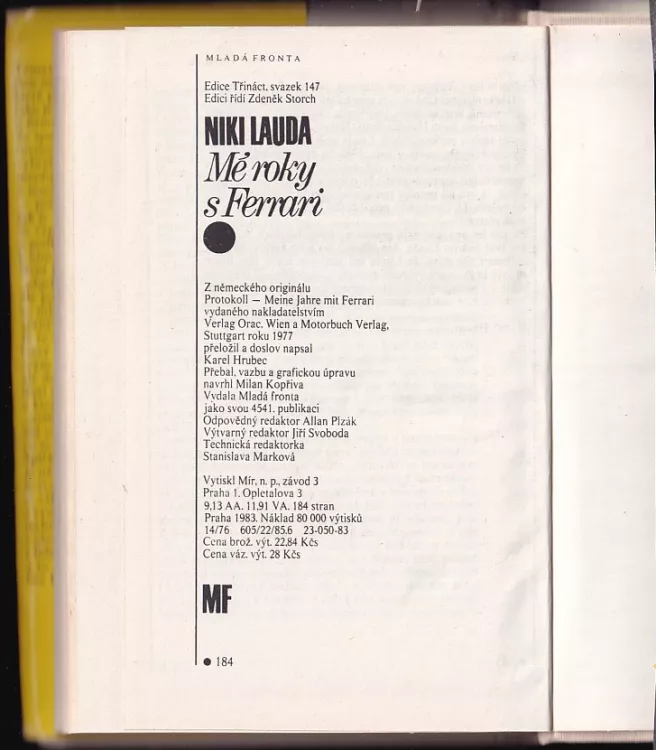 MLADÁ FRONTA
Edice Třináct, svazek 147
Edici řídí Zdeněk Storch
NIKI LAUDA
Mé roky
s Ferrari
Z německého originálu
Protokoll — Meine Jahre mit Ferrari
vydaného nakladatelstvím
Verlag Orac. Wien a Motorbuch Verlag,
Stuttgart roku 1977
přeložil a doslov napsal
Karel Hrubec
Přebal, vazbu a grafickou úpravu
navrhl Milan Kopřiva
Vydala Mladá fronta
jako svou 4541. publikaci
Odpovědný redaktor Allan Plzák
Výtvarný redaktor Jiří Svoboda
Technická redaktorka
Stanislava Marková
Vytiskl Mír, n. p., závod 3
Praha 1. Opletalova 3
9,13 AA. 11,91 VA. 184 stran
Praha 1983. Náklad 80 000 výtisků
14/76 605/22/85.6 23-050-83
Cena brož. výt. 22,84 Kčs
Cena váz. výt. 28 Kčs
MF
● 184